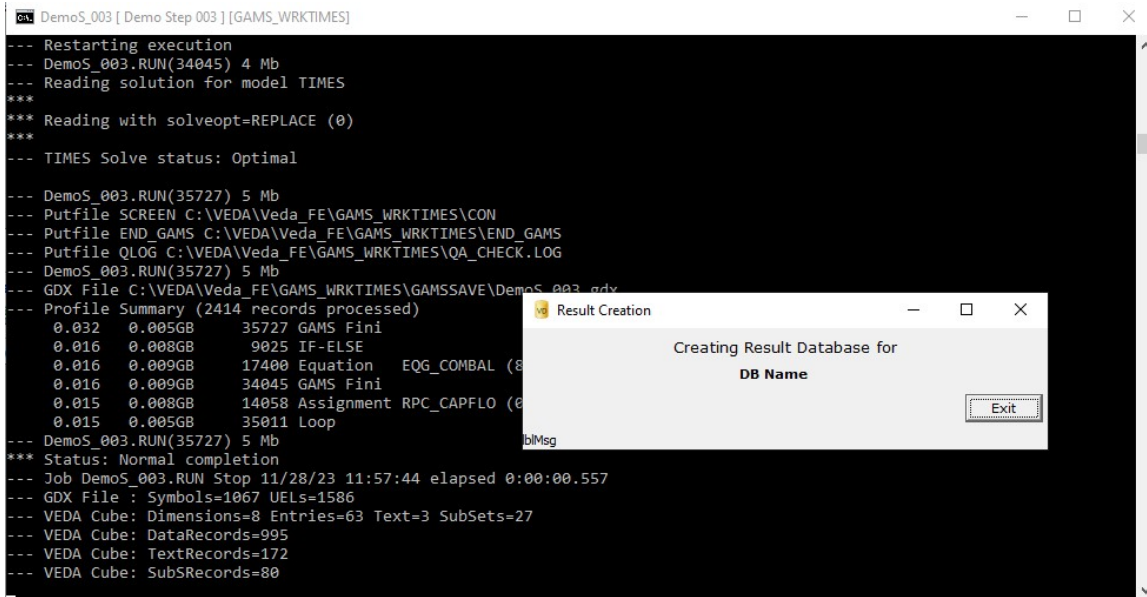 DemoS_003 [ Demo Step 003 ] [GAMS_WRKTIMES]
--- Restarting execution
--- DemoS_003.RUN(34045) 4 Mb
--- Reading solution for model TIMES
***
*** Reading with solveopt=REPLACE (0)
***
--- TIMES Solve status: Optimal
--- DemoS_003.RUN(35727) 5 Mb
--- Putfile SCREEN C:\VEDA\Veda_FE\GAMS_WRKTIMES\CON
--- Putfile END_GAMS C:\VEDA\Veda_FE\GAMS_WRKTIMES\END_GAMS
--- Putfile QLOG C:\VEDA\Veda_FE\GAMS_WRKTIMES\QA_CHECK.LOG
--- DemoS_003.RUN(35727) 5 Mb
--- GDX File C:\VEDA\Veda_FE\GAMS_WRKTIMES\GAMSSAVE\DemoS_003.gdx
--- Profile Summary (2414 records processed)
0.032 0.005GB 35727 GAMS Fini
0.016 0.008GB 9025 IF-ELSE
0.016 0.009GB 17400 Equation EQG_COMBAL (8
0.016 0.009GB 34045 GAMS Fini
0.015 0.008GB 14058 Assignment RPC_CAPFLO (0
0.015 0.005GB 35011 Loop
--- DemoS_003.RUN(35727) 5 Mb
*** Status: Normal completion
--- Job DemoS_003.RUN Stop 11/28/23 11:57:44 elapsed 0:00:00.557
--- GDX File : Symbols=1067 UELs=1586
--- VEDA Cube: Dimensions=8 Entries=63 Text=3 SubSets=27
--- VEDA Cube: DataRecords=995
--- VEDA Cube: TextRecords=172
--- VEDA Cube: SubSRecords=80
Result Creation
Creating Result Database for
DB Name
Exit
lblMsg